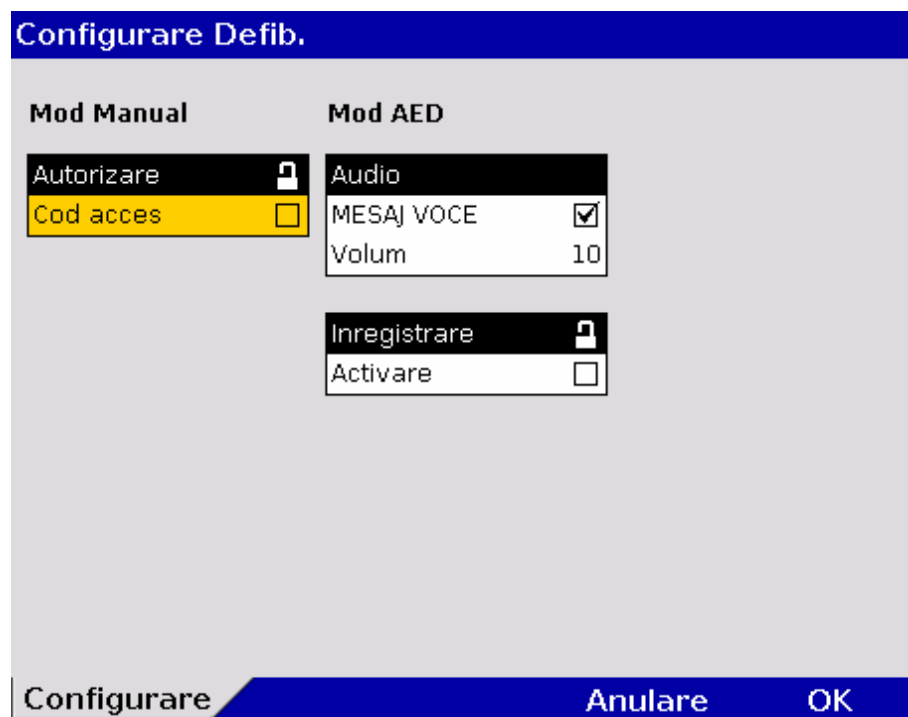 Configurare Defib.
Mod Manual
Autorizare
Cod acces
Mod AED
Audio
MESAJ VOCE
Volum 10
Inregistrare
Activare
Configurare Anulare OK